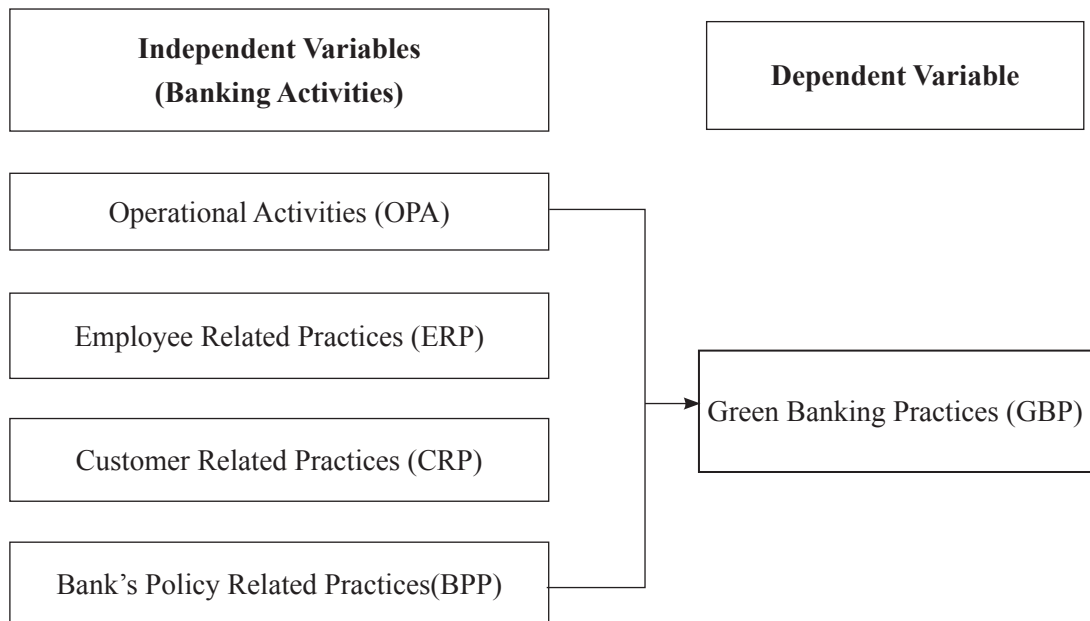 Independent Variables
(Banking Activities)
Dependent Variable
Operational Activities (OPA)
Employee Related Practices (ERP)
Green Banking Practices (GBP)
Customer Related Practices (CRP)
Bank’s Policy Related Practices(BPP)